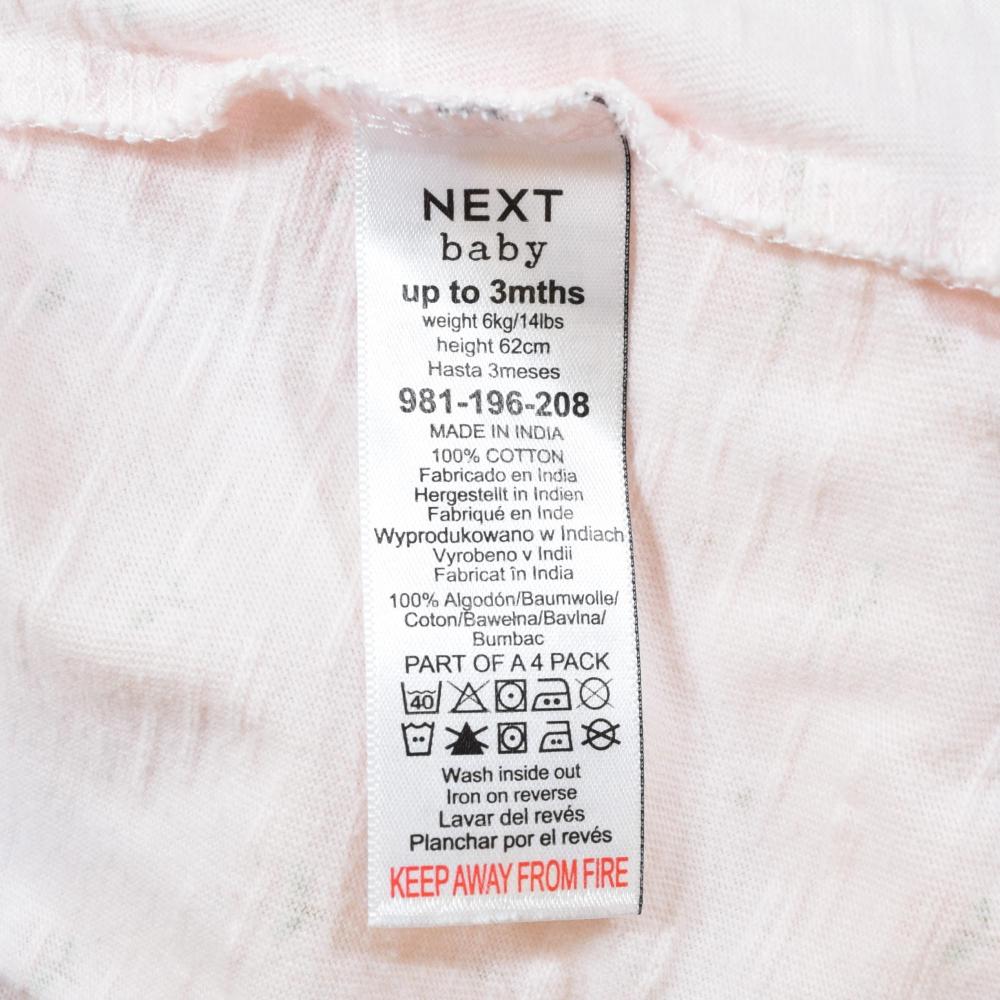 NEXT
baby
up to 3mths
weight 6kg/14lbs
height 62cm
Hasta 3meses
981-196-208
MADE IN INDIA
100% COTTON
Fabricado en India
Hergestellt in Indien
Fabriqué en Inde
Wyprodukowano w Indiach
Vyrobeno v Indii
Fabricat în India
100% Algodón/Baumwolle/
Coton/Bawełna/Bavlna/
Bumbac
PART OF A 4 PACK
40
Wash inside out
Iron on reverse
Lavar del revés
Planchar por el revés
KEEP AWAY FROM FIRE